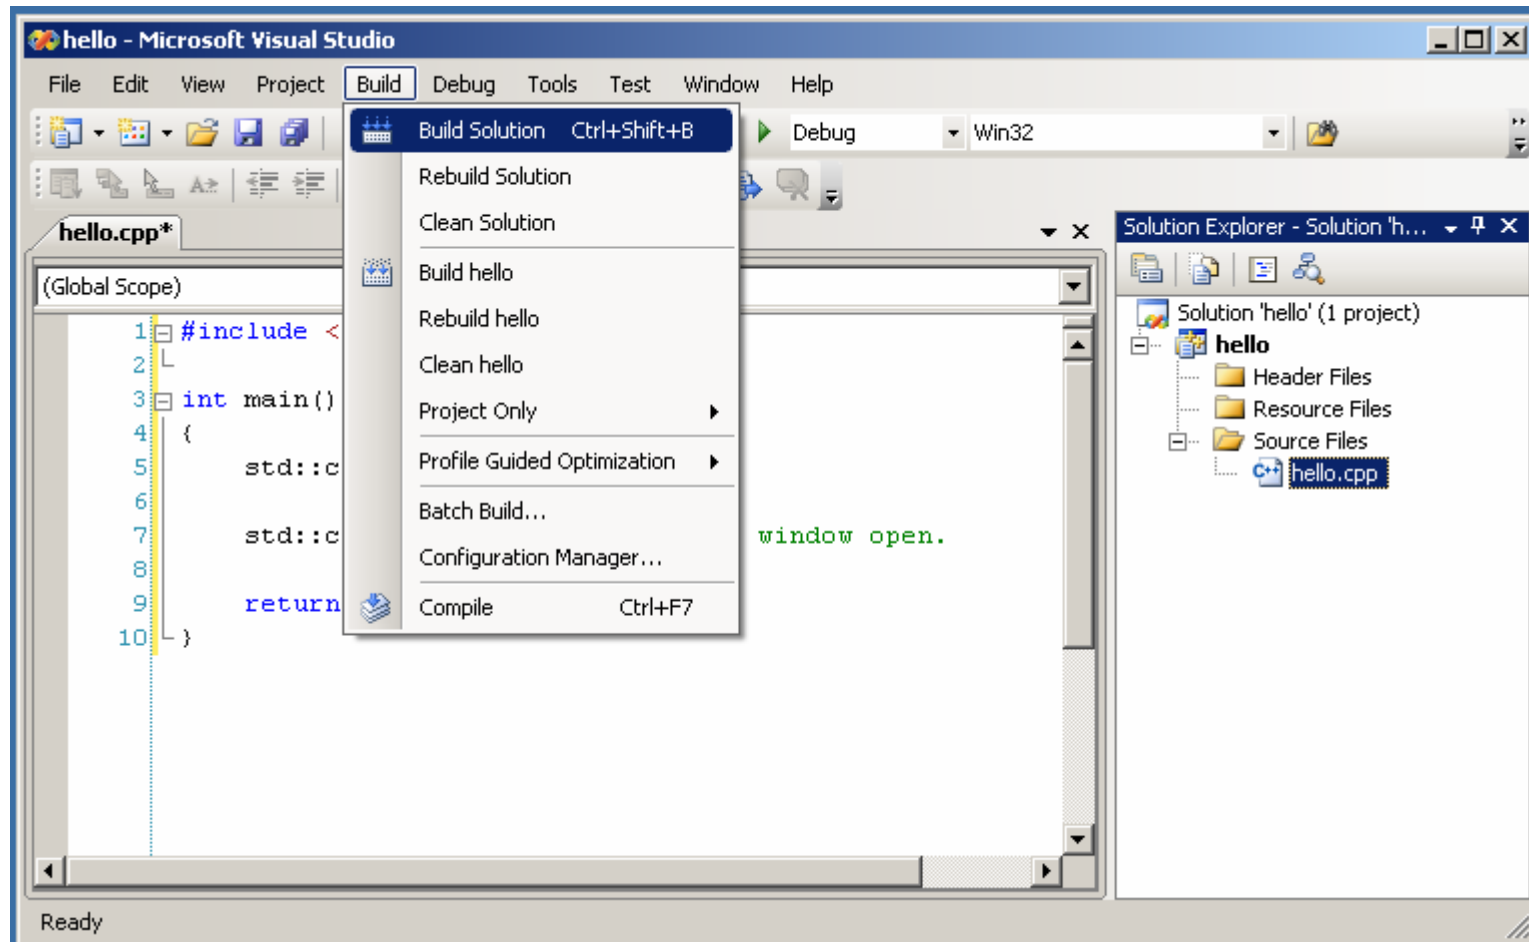 hello - Microsoft Visual Studio
File Edit View Project Build Debug Tools Test Window Help
Build Solution Ctrl+Shift+B
Debug Win32
Rebuild Solution
Clean Solution
Build hello
Rebuild hello
Clean hello
Project Only
Profile Guided Optimization
Batch Build...
Configuration Manager...
Compile Ctrl+F7
hello.cpp*
(Global Scope)
1 #include <
2
3 int main()
4 {
5 std::c
6
7 std::c window open.
8
9 return
10 }
Solution Explorer - Solution 'h...
Solution 'hello' (1 project)
hello
Header Files
Resource Files
Source Files
hello.cpp
Ready